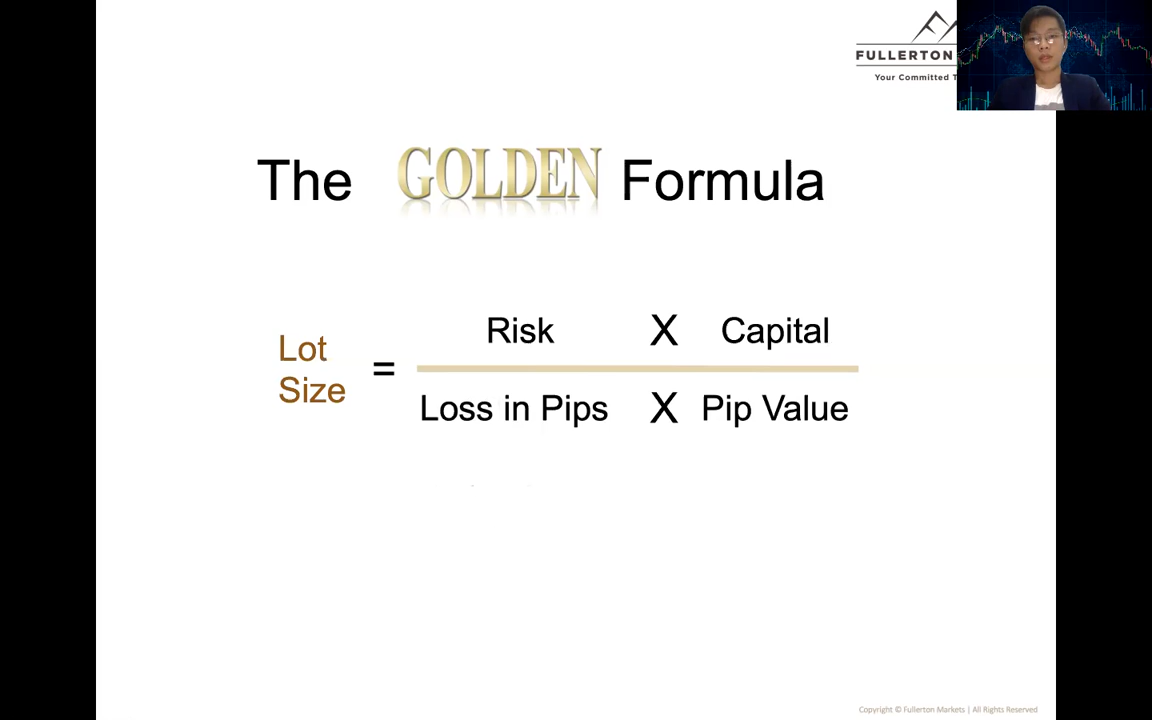 FULLERTON
Your Committed
The GOLDEN Formula
Risk X Capital
Lot
Size
=
Loss in Pips X Pip Value
Copyright © Fullerton Markets | All Rights Reserved